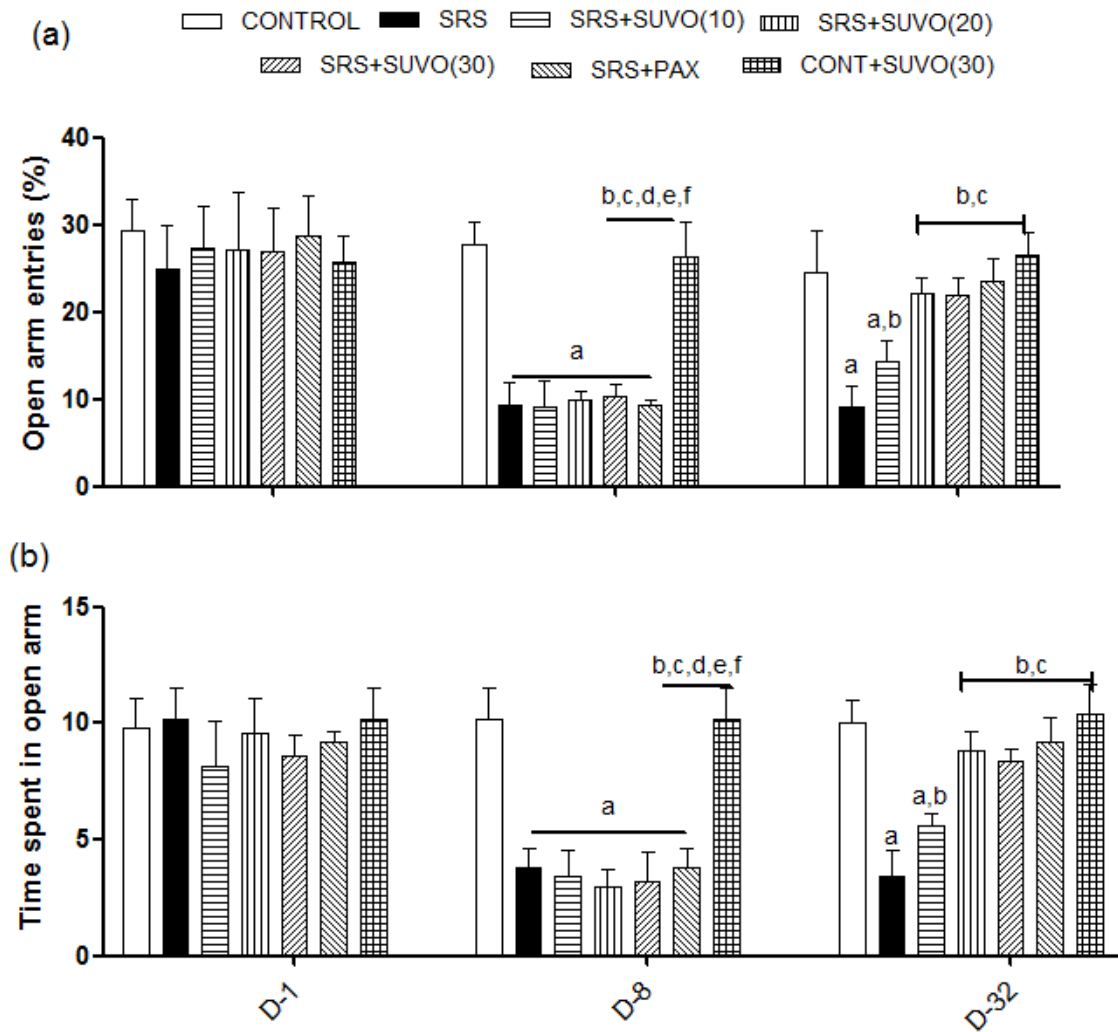 (a)
CONTROL SRS SRS+SUVO(10) SRS+SUVO(20)
SRS+SUVO(30) SRS+PAX CONT+SUVO(30)
Open arm entries (%)
40
30
20
10
0
a
b,c,d,e,f
a
a,b
b,c
(b)
Time spent in open arm
15
10
5
0
a
b,c,d,e,f
a
a,b
b,c
D-1 D-8 D-32